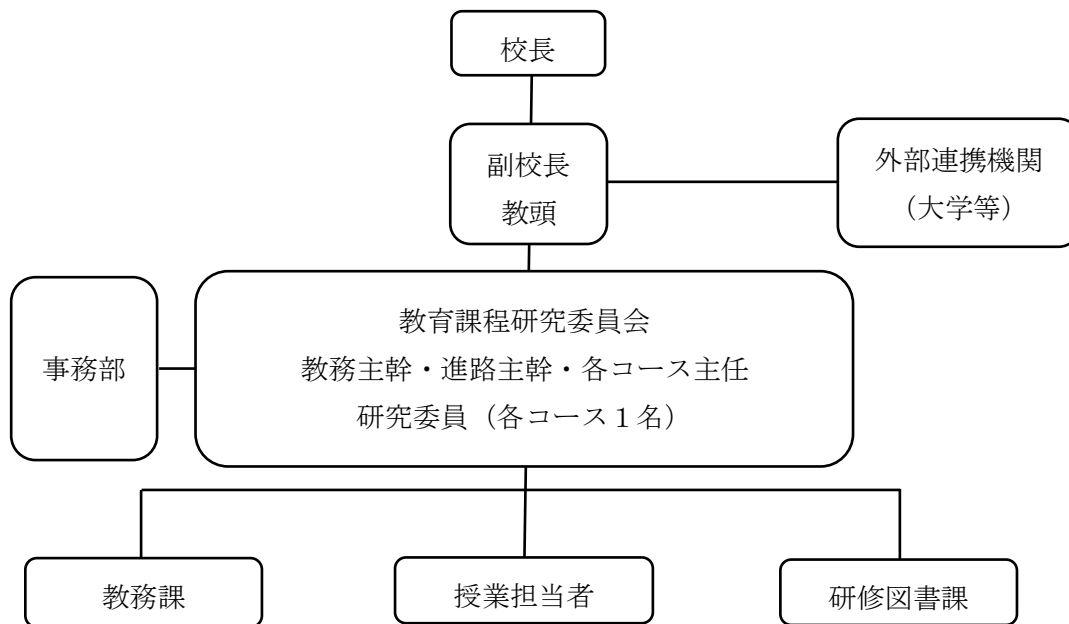 校長
副校長
教頭
外部連携機関
（大学等）
事務部
教育課程研究委員会
教務主幹・進路主幹・各コース主任
研究委員（各コース１名）
教務課
授業担当者
研修図書課